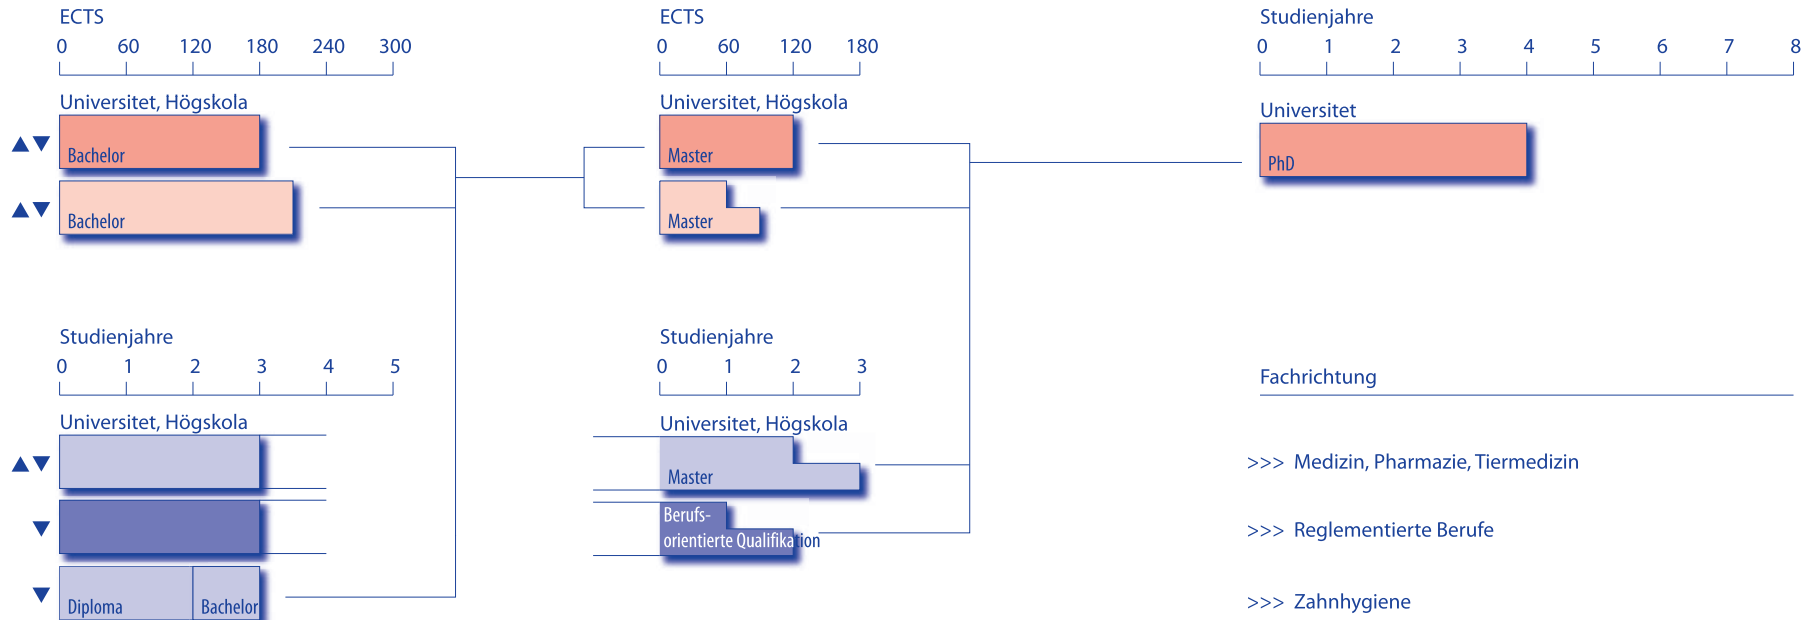 ECTS
0 60 120 180 240 300
Universitet, Högskola
Bachelor
Bachelor
Studienjahre
0 1 2 3 4 5
Universitet, Högskola
Diploma Bachelor
ECTS
0 60 120 180
Universitet, Högskola
Master
Master
Studienjahre
0 1 2 3
Universitet, Högskola
Master
Berufs-
orientierte Qualifikation
Studienjahre
0 1 2 3 4 5 6 7 8
Universitet
PhD
Fachrichtung
>>> Medizin, Pharmazie, Tiermedizin
>>> Reglementierte Berufe
>>> Zahnhygiene